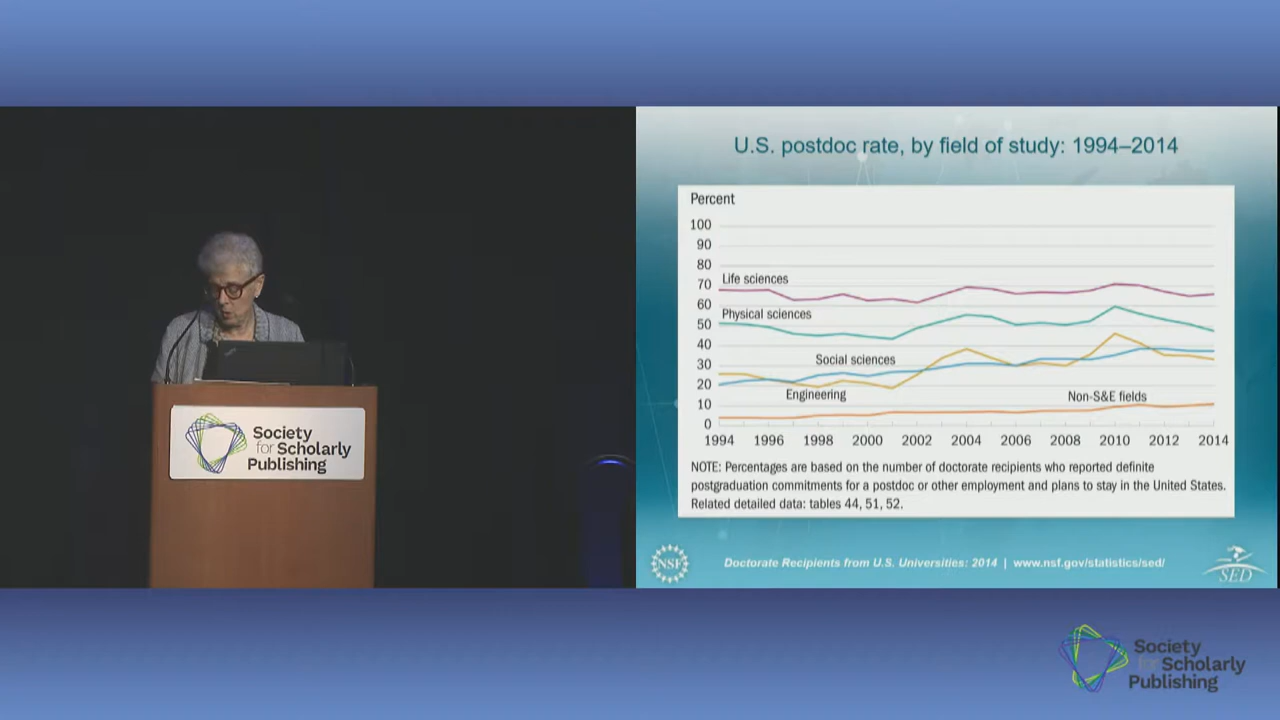 Society
for Scholarly
Publishing
U.S. postdoc rate, by field of study: 1994–2014
Percent
100
90
80
70
60
50
40
30
20
10
0
Life sciences
Physical sciences
Social sciences
Engineering
Non-S&E fields
1994 1996 1998 2000 2002 2004 2006 2008 2010 2012 2014
NOTE: Percentages are based on the number of doctorate recipients who reported definite
postgraduation commitments for a postdoc or other employment and plans to stay in the United States.
Related detailed data: tables 44, 51, 52.
NSF
Doctorate Recipients from U.S. Universities: 2014 | www.nsf.gov/statistics/sed/
SED
Society
for Scholarly
Publishing